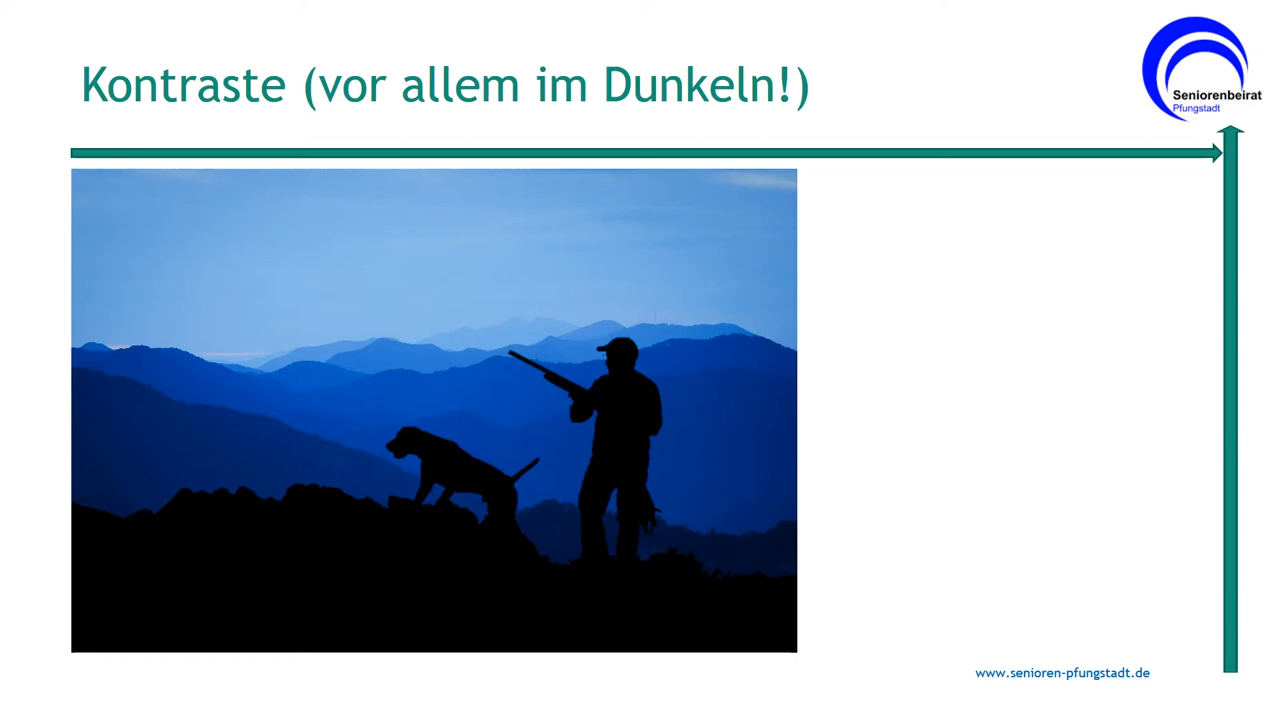 Kontraste (vor allem im Dunkeln!)
Seniorenbeirat
Pfungstadt
www.senioren-pfungstadt.de